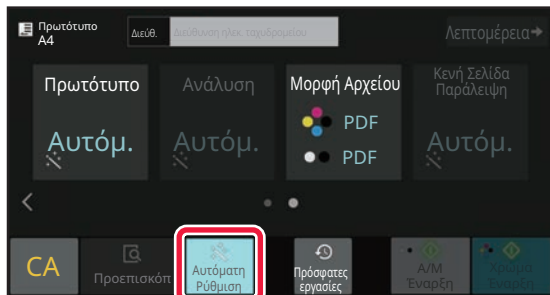 Πρωτότυπο
A4
Διεύθ.
Διεύθυνση ηλεκ. ταχυδρομείου
Λεπτομέρεια
Πρωτότυπο
Αυτόμ.
Ανάλυση
Αυτόμ.
Μορφή Αρχείου
PDF
PDF
Κενή Σελίδα
Παράλειψη
Αυτόμ.
CA
Προεπισκόπ
Αυτόματη
Ρύθμιση
Πρόσφατες
εργασίες
Α/Μ
Έναρξη
Χρώμα
Έναρξη